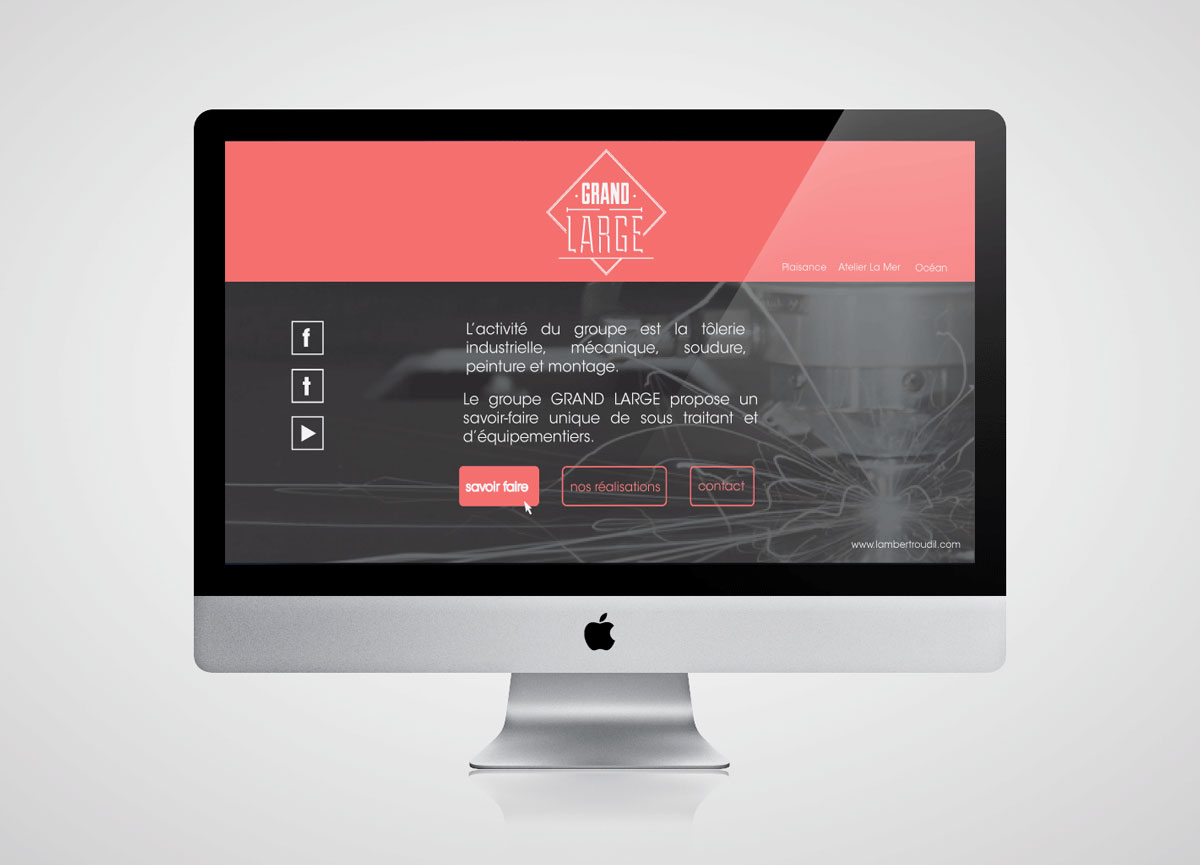 GRAND
LARGE
Plaisance Atelier La Mer Océan
f
L'activité du groupe est la tôlerie
industrielle, mécanique, soudure,
peinture et montage.
t
Le groupe GRAND LARGE propose un
savoir-faire unique de sous traitant et
d'équipementiers.
savoir faire nos réalisations contact
www.lambertroudil.com